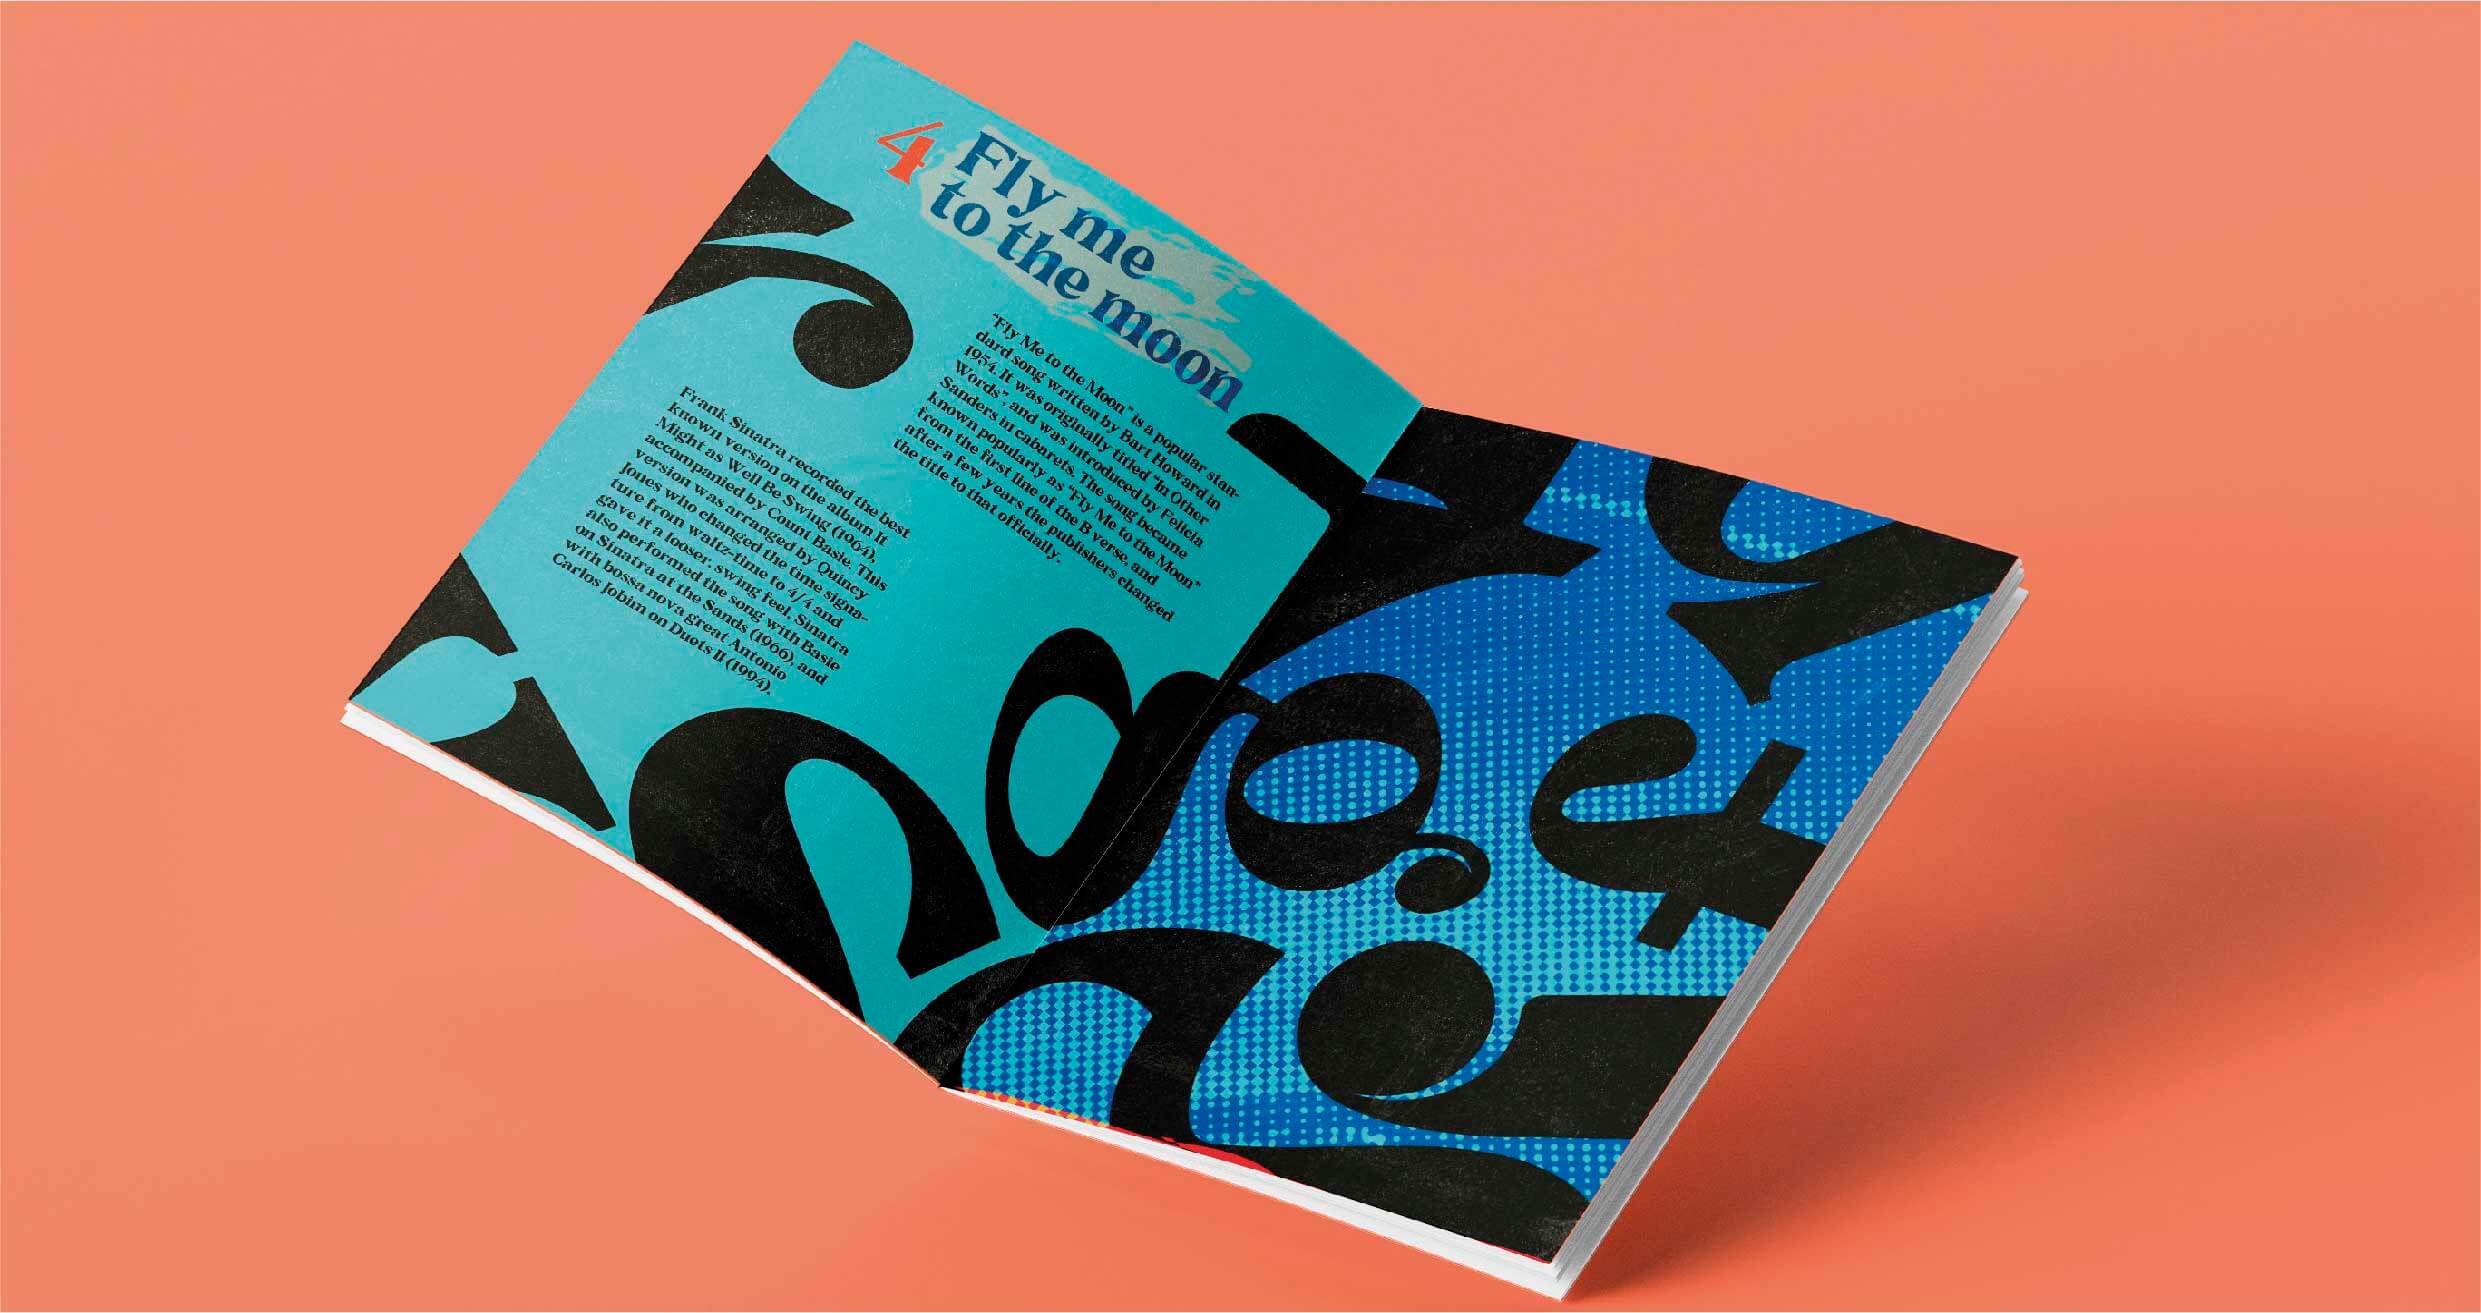 4
Fly me
to the moon
"Fly Me to the Moon" is a popular stan-
dard song written by Bart Howard in
1954. It was originally titled "In Other
Words", and was introduced by Felicia
Sanders in cabarets. The song became
known popularly as "Fly Me to the Moon"
from the first line of the B verse, and
after a few years the publishers changed
the title to that officially.
Frank Sinatra recorded the best
known version on the album It
Might as Well Be Swing (1964),
accompanied by Count Basie. This
version was arranged by Quincy
Jones who changed the time signa-
ture from waltz-time to 4/4 and
gave it a looser, swing feel, Sinatra
also performed the song with Basie
on Sinatra at the Sands (1966), and
with bossa nova great Antonio
Carlos Jobim on Duets II (1994).